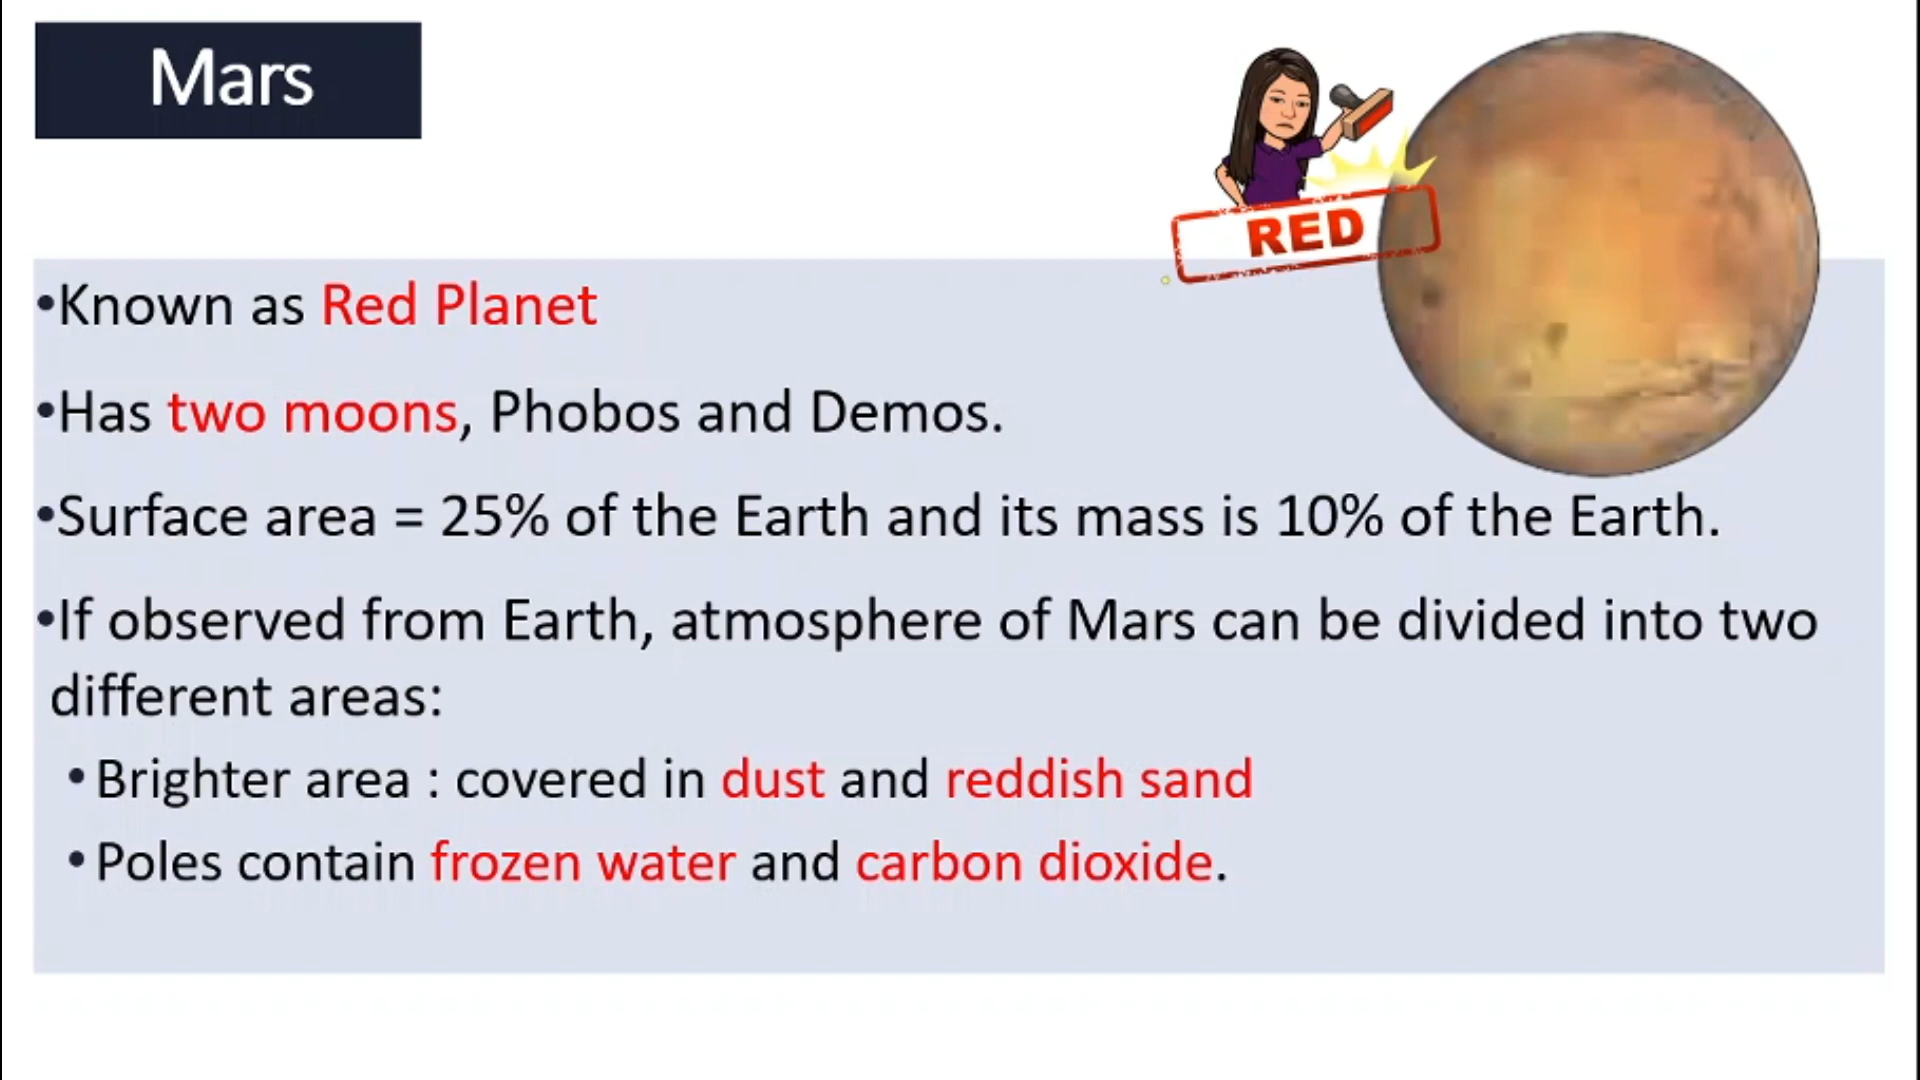 Mars
RED
•Known as Red Planet
•Has two moons, Phobos and Demos.
•Surface area = 25% of the Earth and its mass is 10% of the Earth.
•If observed from Earth, atmosphere of Mars can be divided into two
different areas:
•Brighter area : covered in dust and reddish sand
•Poles contain frozen water and carbon dioxide.